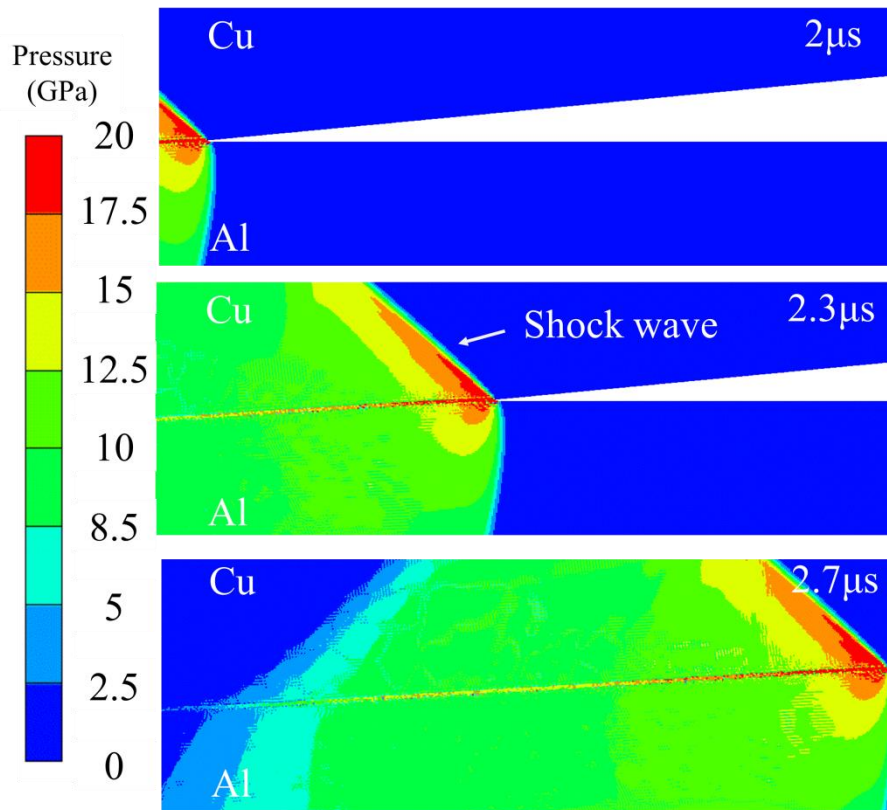 Pressure
(GPa)
20
17.5
15
12.5
10
8.5
5
2.5
0
Cu
2μs
Al
Cu
2.3μs
Shock wave
Al
Cu
2.7μs
Al